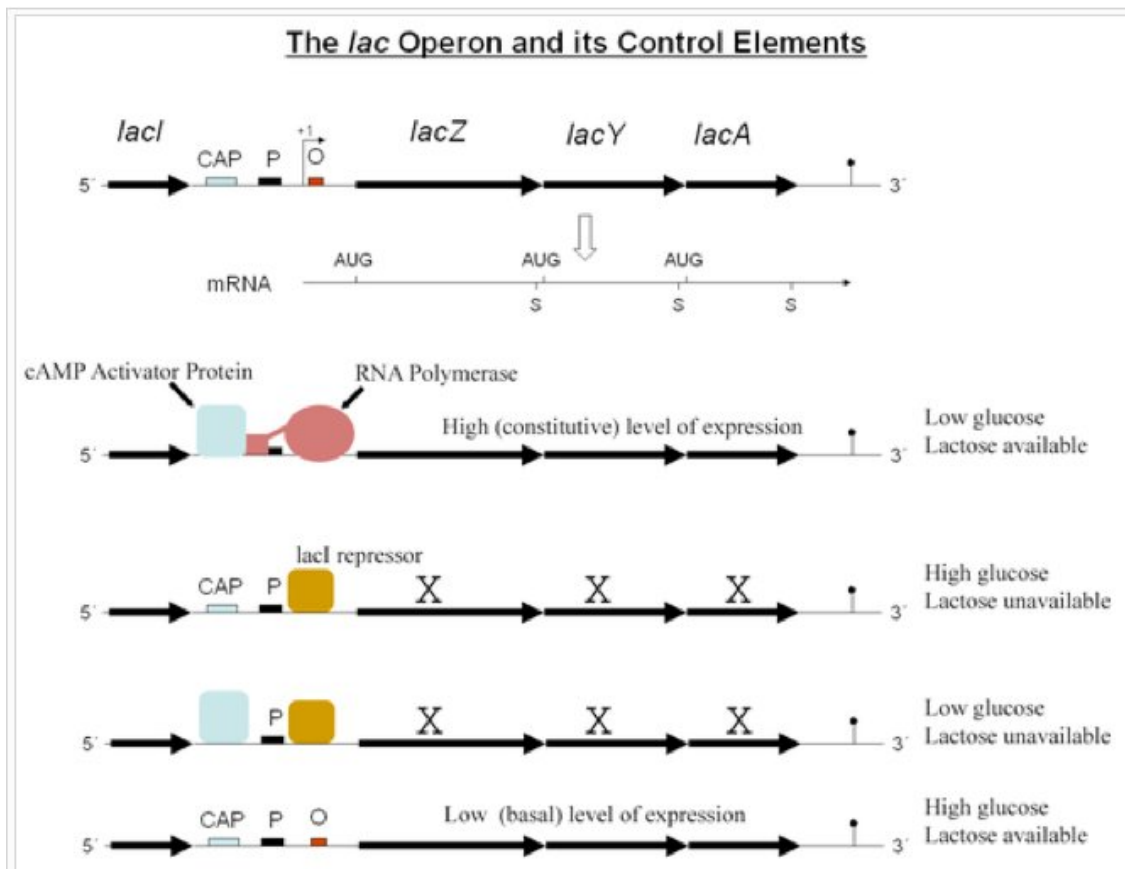 The lac Operon and its Control Elements
lacI lacZ lacY lacA
+1
CAP P O
5´ 3´
AUG AUG AUG
mRNA
S S S
cAMP Activator Protein RNA Polymerase
High (constitutive) level of expression
Low glucose
Lactose available
5´ 3´
lacI repressor
CAP P X X X
High glucose
Lactose unavailable
5´ 3´
P X X X
Low glucose
Lactose unavailable
5´ 3´
CAP P O Low (basal) level of expression
High glucose
Lactose available
5´ 3´